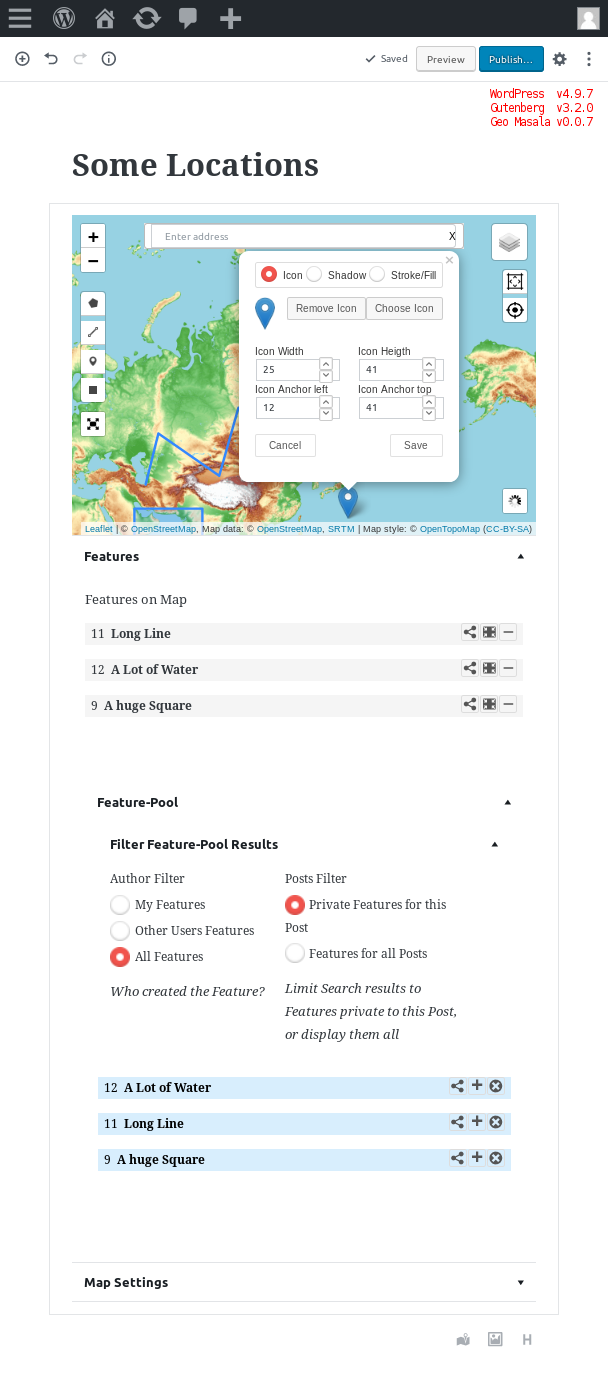 Saved
Preview
Publish...
WordPress v4.9.7
Gutenberg v3.2.0
Geo Masala v0.0.7
Some Locations
+
−
Enter address
X
×
Icon
Shadow
Stroke/Fill
Remove Icon
Choose Icon
Icon Width
Icon Heigth
25
41
Icon Anchor left
Icon Anchor top
12
41
Cancel
Save
Leaflet | © OpenStreetMap, Map data: © OpenStreetMap, SRTM | Map style: © OpenTopoMap (CC-BY-SA)
Features
Features on Map
11 Long Line
12 A Lot of Water
9 A huge Square
Feature-Pool
Filter Feature-Pool Results
Author Filter
My Features
Other Users Features
All Features
Who created the Feature?
Posts Filter
Private Features for this
Post
Features for all Posts
Limit Search results to
Features private to this Post,
or display them all
12 A Lot of Water
11 Long Line
9 A huge Square
Map Settings
H